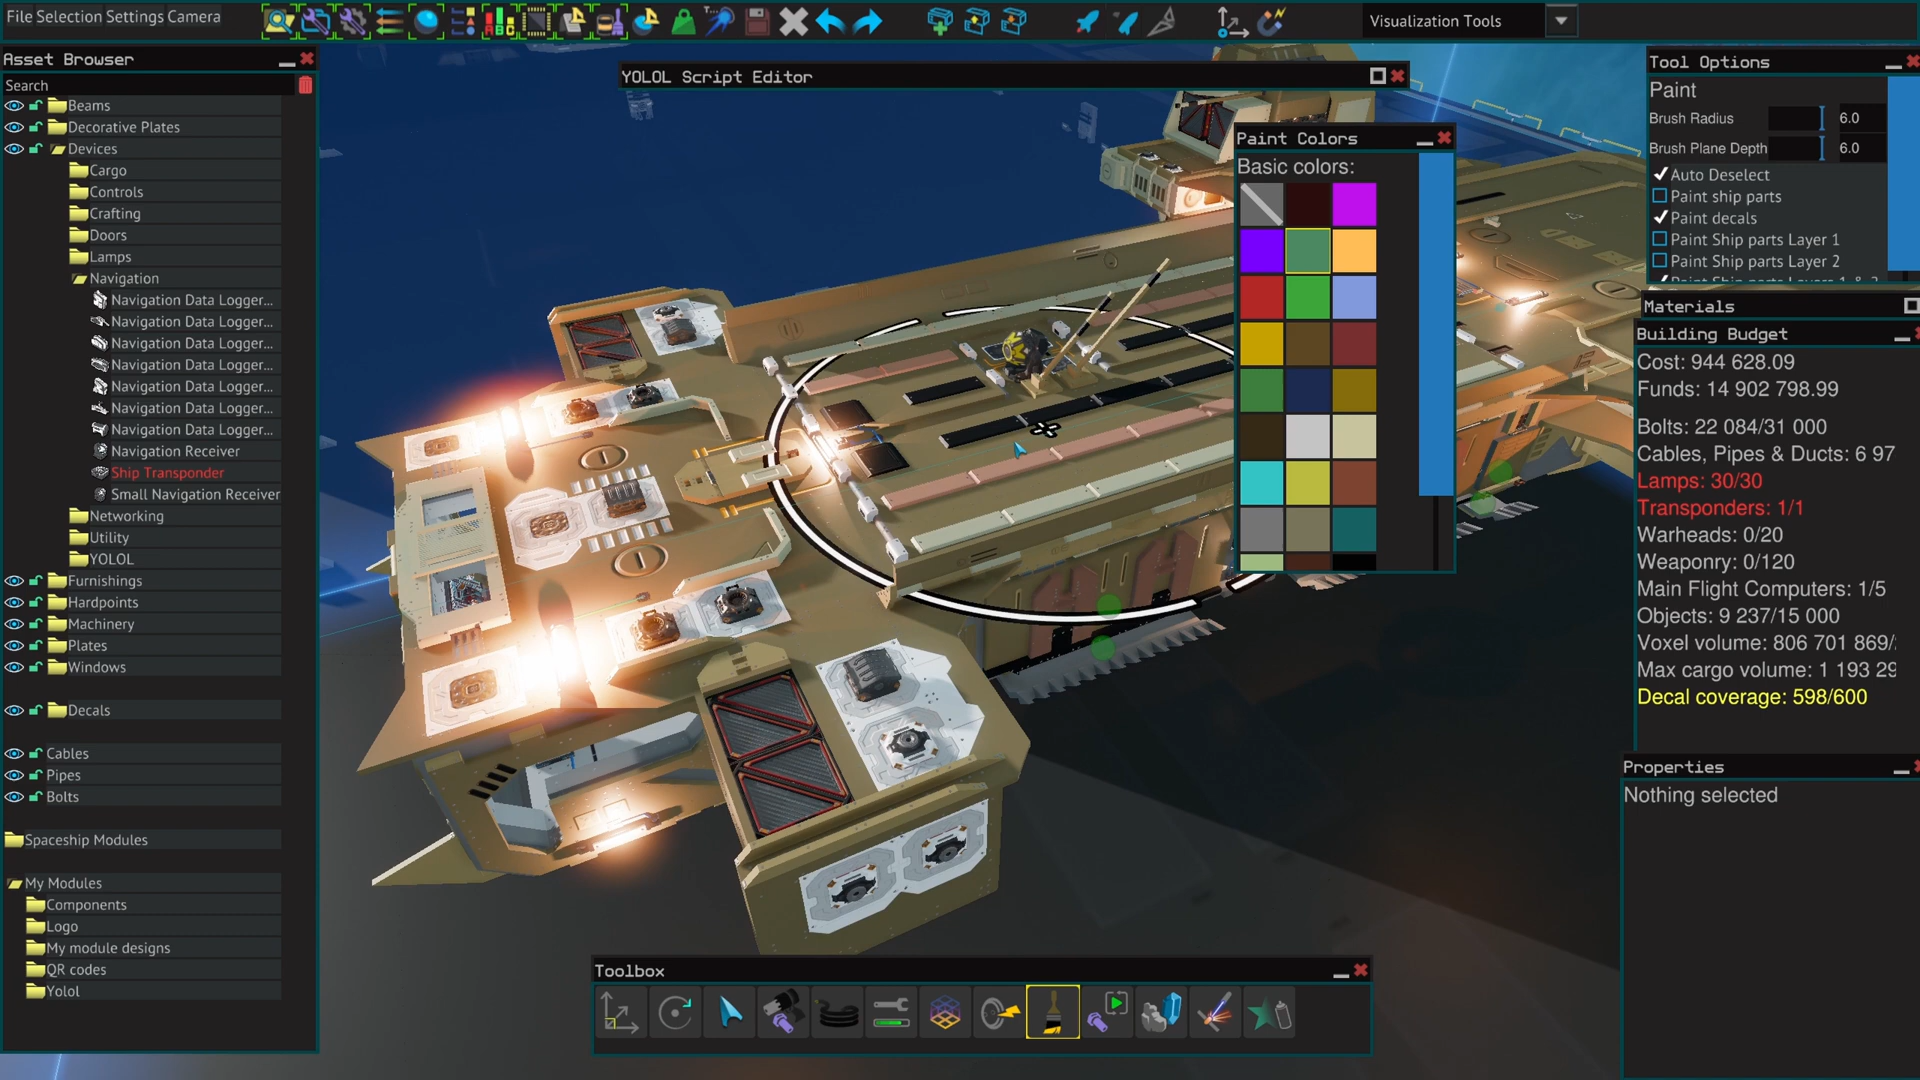 File Selection Settings Camera
Visualization Tools
Asset Browser
Search
Beams
Decorative Plates
Devices
Cargo
Controls
Crafting
Doors
Lamps
Navigation
Navigation Data Logger...
Navigation Data Logger...
Navigation Data Logger...
Navigation Data Logger...
Navigation Data Logger...
Navigation Data Logger...
Navigation Data Logger...
Navigation Receiver
Ship Transponder
Small Navigation Receiver
Networking
Utility
YOLOL
Furnishings
Hardpoints
Machinery
Plates
Windows
Decals
Cables
Pipes
Bolts
Spaceship Modules
My Modules
Components
Logo
My module designs
QR codes
Yolol
YOLOL Script Editor
Paint Colors
Basic colors:
Toolbox
Tool Options
Paint
Brush Radius 6.0
Brush Plane Depth 6.0
Auto Deselect
Paint ship parts
Paint decals
Paint Ship parts Layer 1
Paint Ship parts Layer 2
Materials
Building Budget
Cost: 944 628.09
Funds: 14 902 798.99
Bolts: 22 084/31 000
Cables, Pipes & Ducts: 6 97
Lamps: 30/30
Transponders: 1/1
Warheads: 0/20
Weaponry: 0/120
Main Flight Computers: 1/5
Objects: 9 237/15 000
Voxel volume: 806 701 869/
Max cargo volume: 1 193 29
Decal coverage: 598/600
Properties
Nothing selected